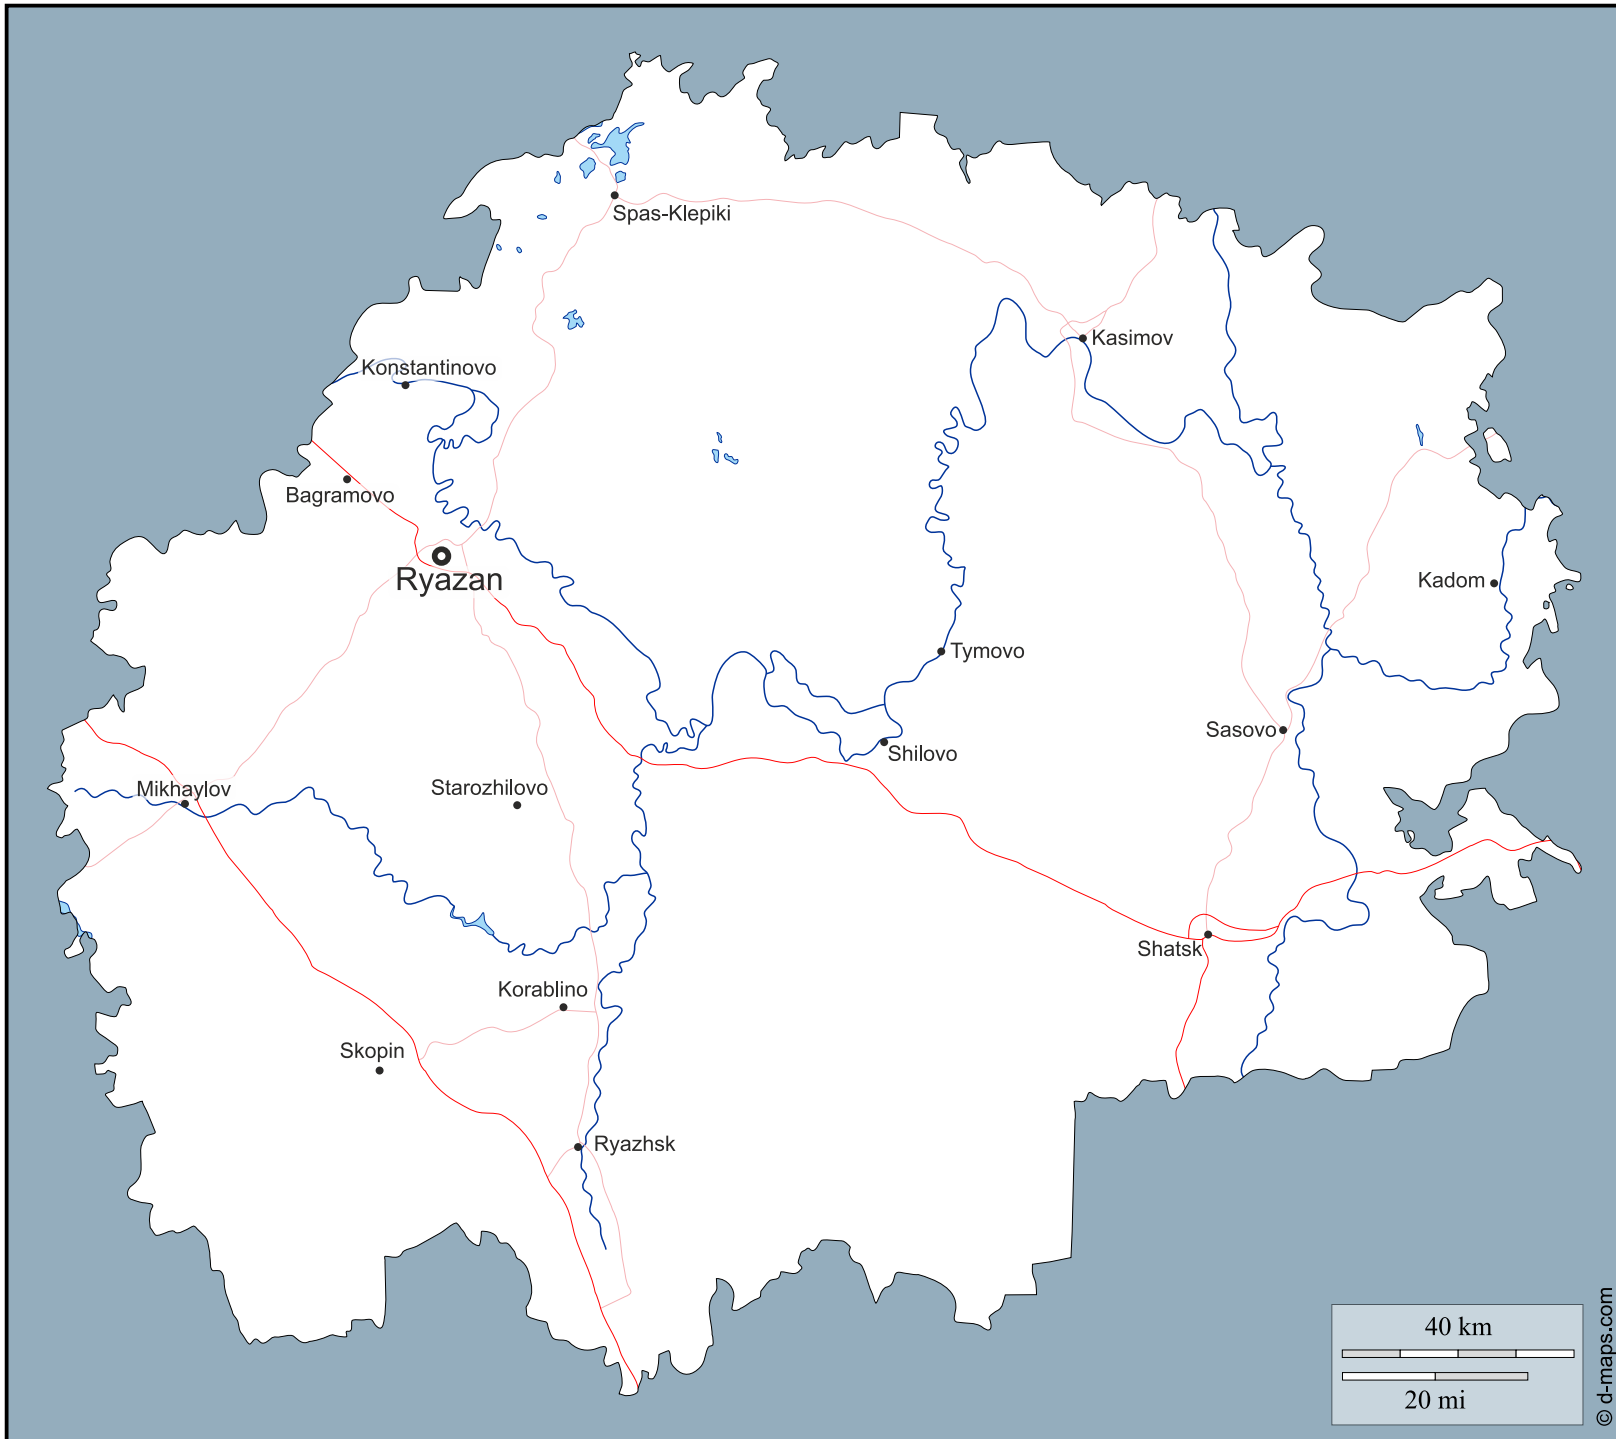 Spas-Klepiki
Kasimov
Konstantinovo
Bagramovo
Ryazan
Kadom
Tymovo
Sasovo
Shilovo
Mikhaylov
Starozhilovo
Shatsk
Korablino
Skopin
Ryazhsk
40 km
20 mi
© d-maps.com